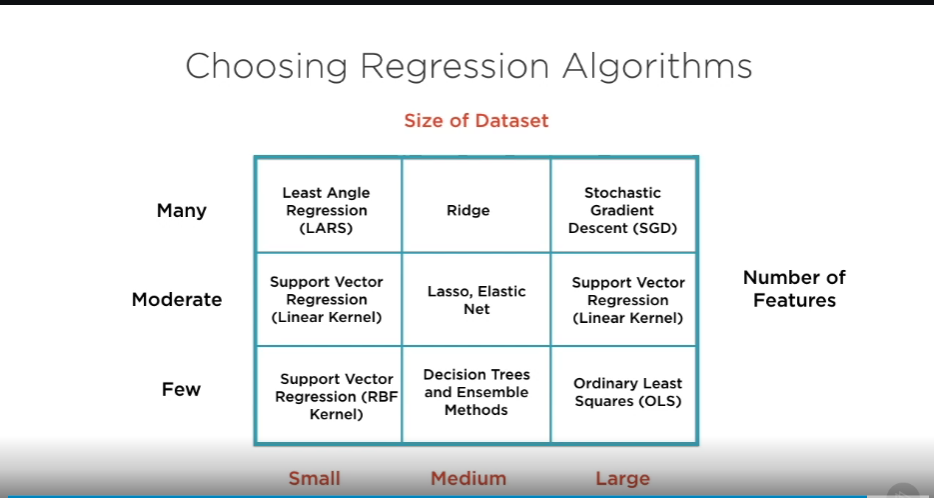 Choosing Regression Algorithms
Size of Dataset
Many
Least Angle
Regression
(LARS)
Ridge
Stochastic
Gradient
Descent (SGD)
Moderate
Support Vector
Regression
(Linear Kernel)
Lasso, Elastic
Net
Support Vector
Regression
(Linear Kernel)
Number of
Features
Few
Support Vector
Regression (RBF
Kernel)
Decision Trees
and Ensemble
Methods
Ordinary Least
Squares (OLS)
Small
Medium
Large